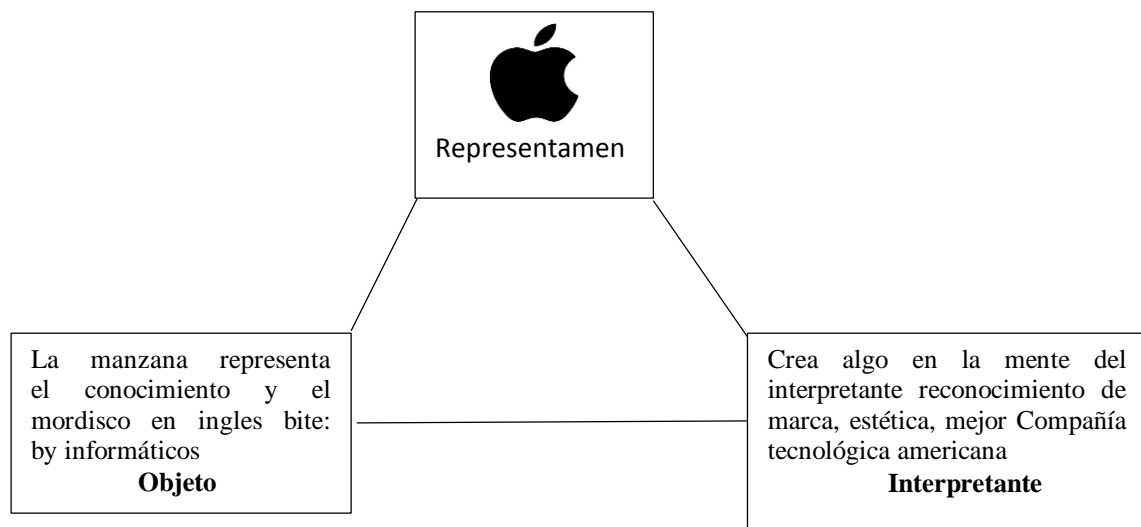 Representamen
La manzana representa
el conocimiento y el
mordisco en ingles bite:
by informáticos
Objeto
Crea algo en la mente del
interpretante reconocimiento de
marca, estética, mejor Compañía
tecnológica americana
Interpretante